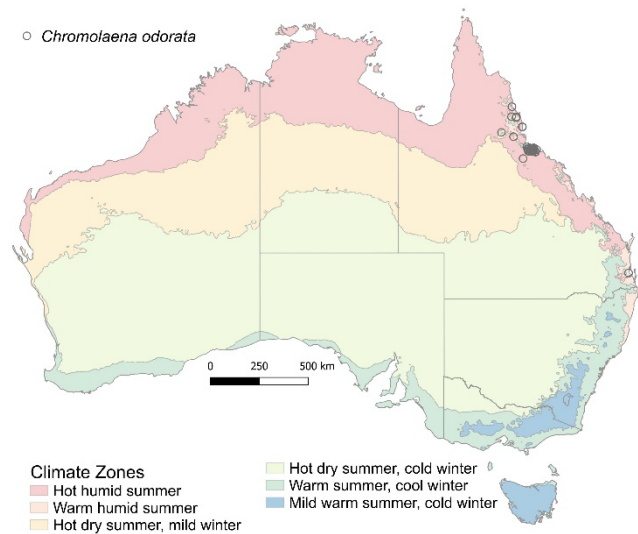 Chromolaena odorata
0 250 500 km
Climate Zones
Hot humid summer
Warm humid summer
Hot dry summer, mild winter
Hot dry summer, cold winter
Warm summer, cool winter
Mild warm summer, cold winter